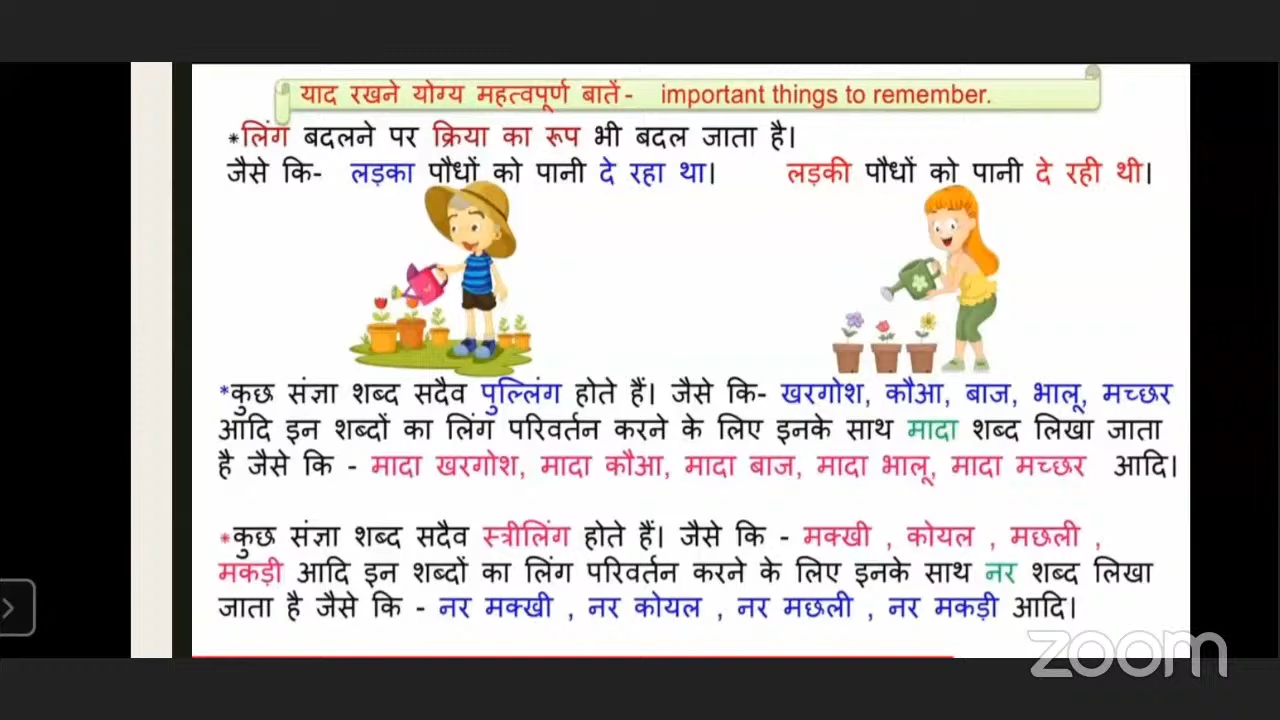 याद रखने योग्य महत्वपूर्ण बातें - important things to remember.
*लिंग बदलने पर क्रिया का रूप भी बदल जाता है।
जैसे कि- लड़का पौधों को पानी दे रहा था। लड़की पौधों को पानी दे रही थी।
*कुछ संज्ञा शब्द सदैव पुल्लिंग होते हैं। जैसे कि- खरगोश, कौआ, बाज, भालू, मच्छर
आदि इन शब्दों का लिंग परिवर्तन करने के लिए इनके साथ मादा शब्द लिखा जाता
है जैसे कि - मादा खरगोश, मादा कौआ, मादा बाज, मादा भालू, मादा मच्छर आदि।
*कुछ संज्ञा शब्द सदैव स्त्रीलिंग होते हैं। जैसे कि - मक्खी , कोयल , मछली ,
मकड़ी आदि इन शब्दों का लिंग परिवर्तन करने के लिए इनके साथ नर शब्द लिखा
जाता है जैसे कि - नर मक्खी , नर कोयल , नर मछली , नर मकड़ी आदि।
zoom